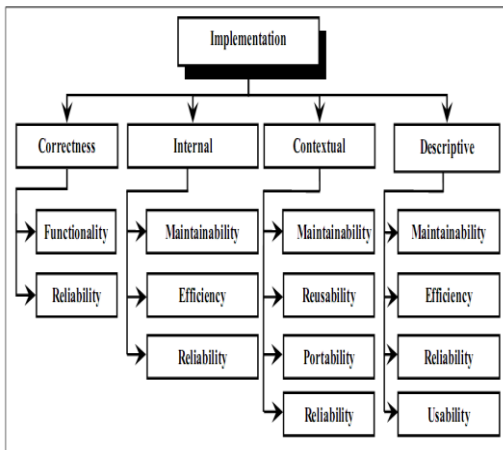 Implementation
Correctness
Internal
Contextual
Descriptive
Functionality
Reliability
Maintainability
Efficiency
Reliability
Maintainability
Reusability
Portability
Reliability
Maintainability
Efficiency
Reliability
Usability